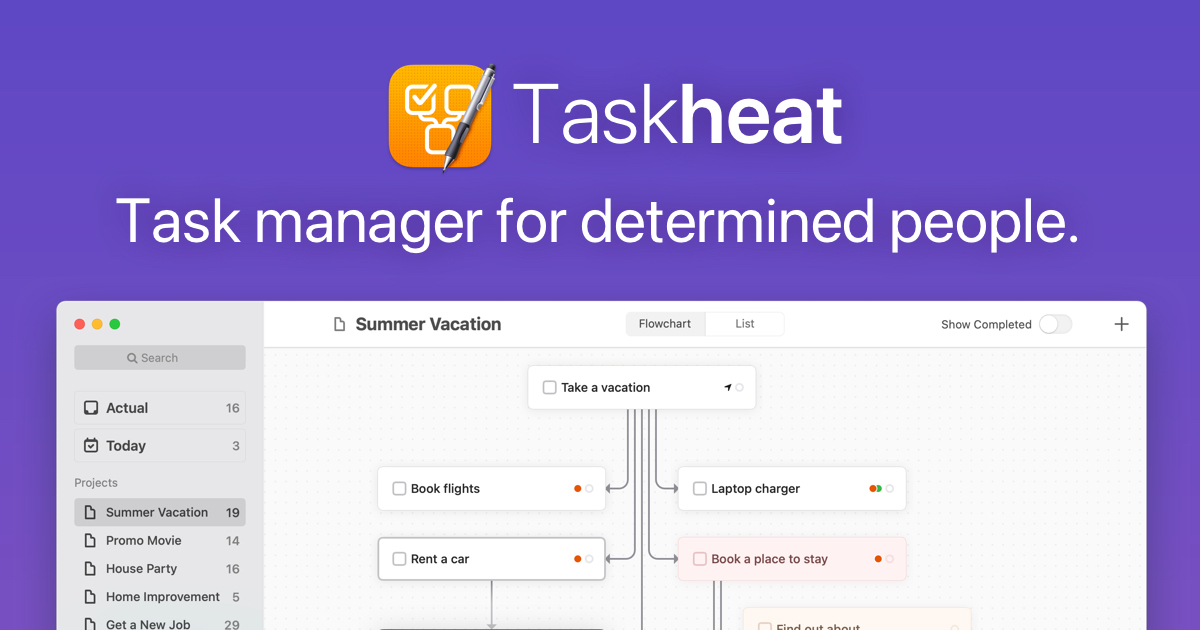 Taskheat
Task manager for determined people.
Summer Vacation
Flowchart
List
Show Completed
Search
Actual 16
Today 3
Projects
Summer Vacation 19
Promo Movie 14
House Party 16
Home Improvement 5
Get a New Job 29
Take a vacation
Book flights
Laptop charger
Rent a car
Book a place to stay
Find out about